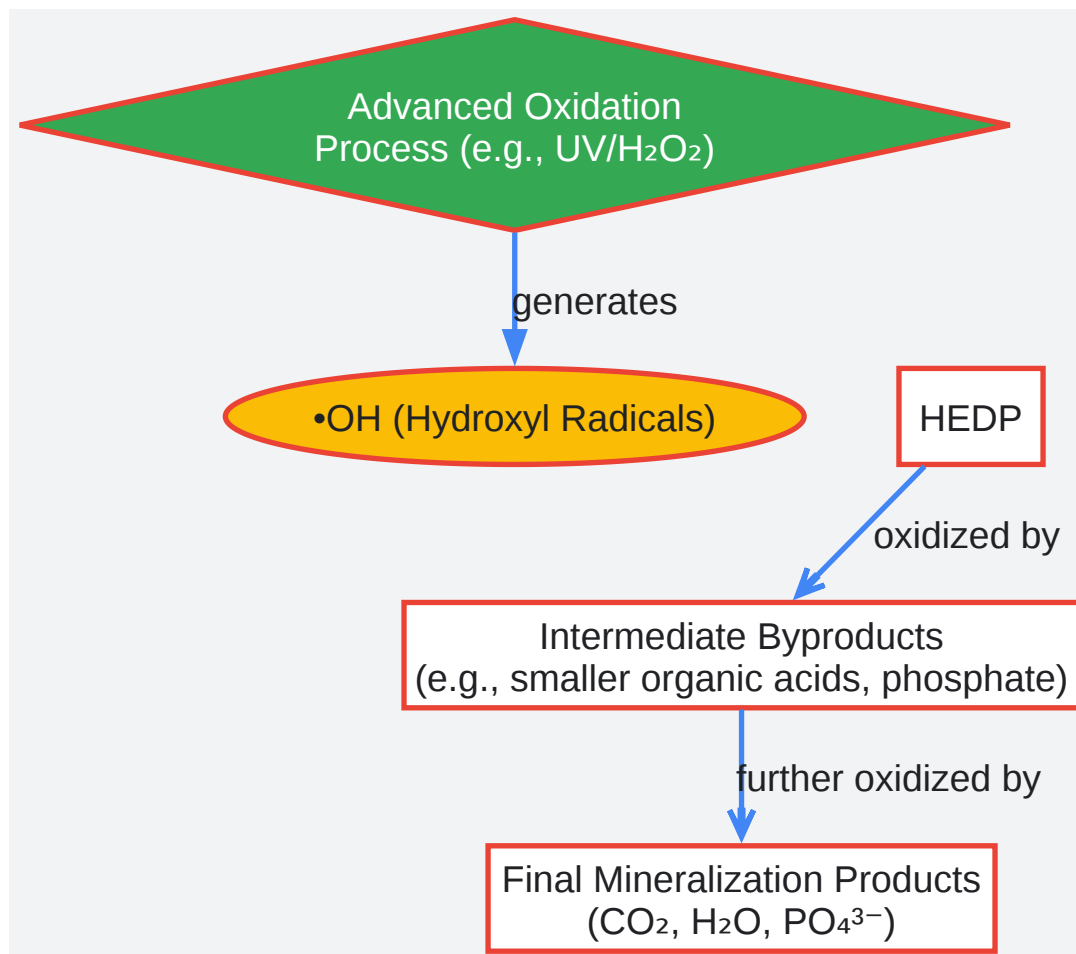 Advanced Oxidation
Process (e.g., UV/H₂O₂)
generates
•OH (Hydroxyl Radicals)
HEDP
oxidized by
Intermediate Byproducts
(e.g., smaller organic acids, phosphate)
further oxidized by
Final Mineralization Products
(CO₂, H₂O, PO₄³⁻)